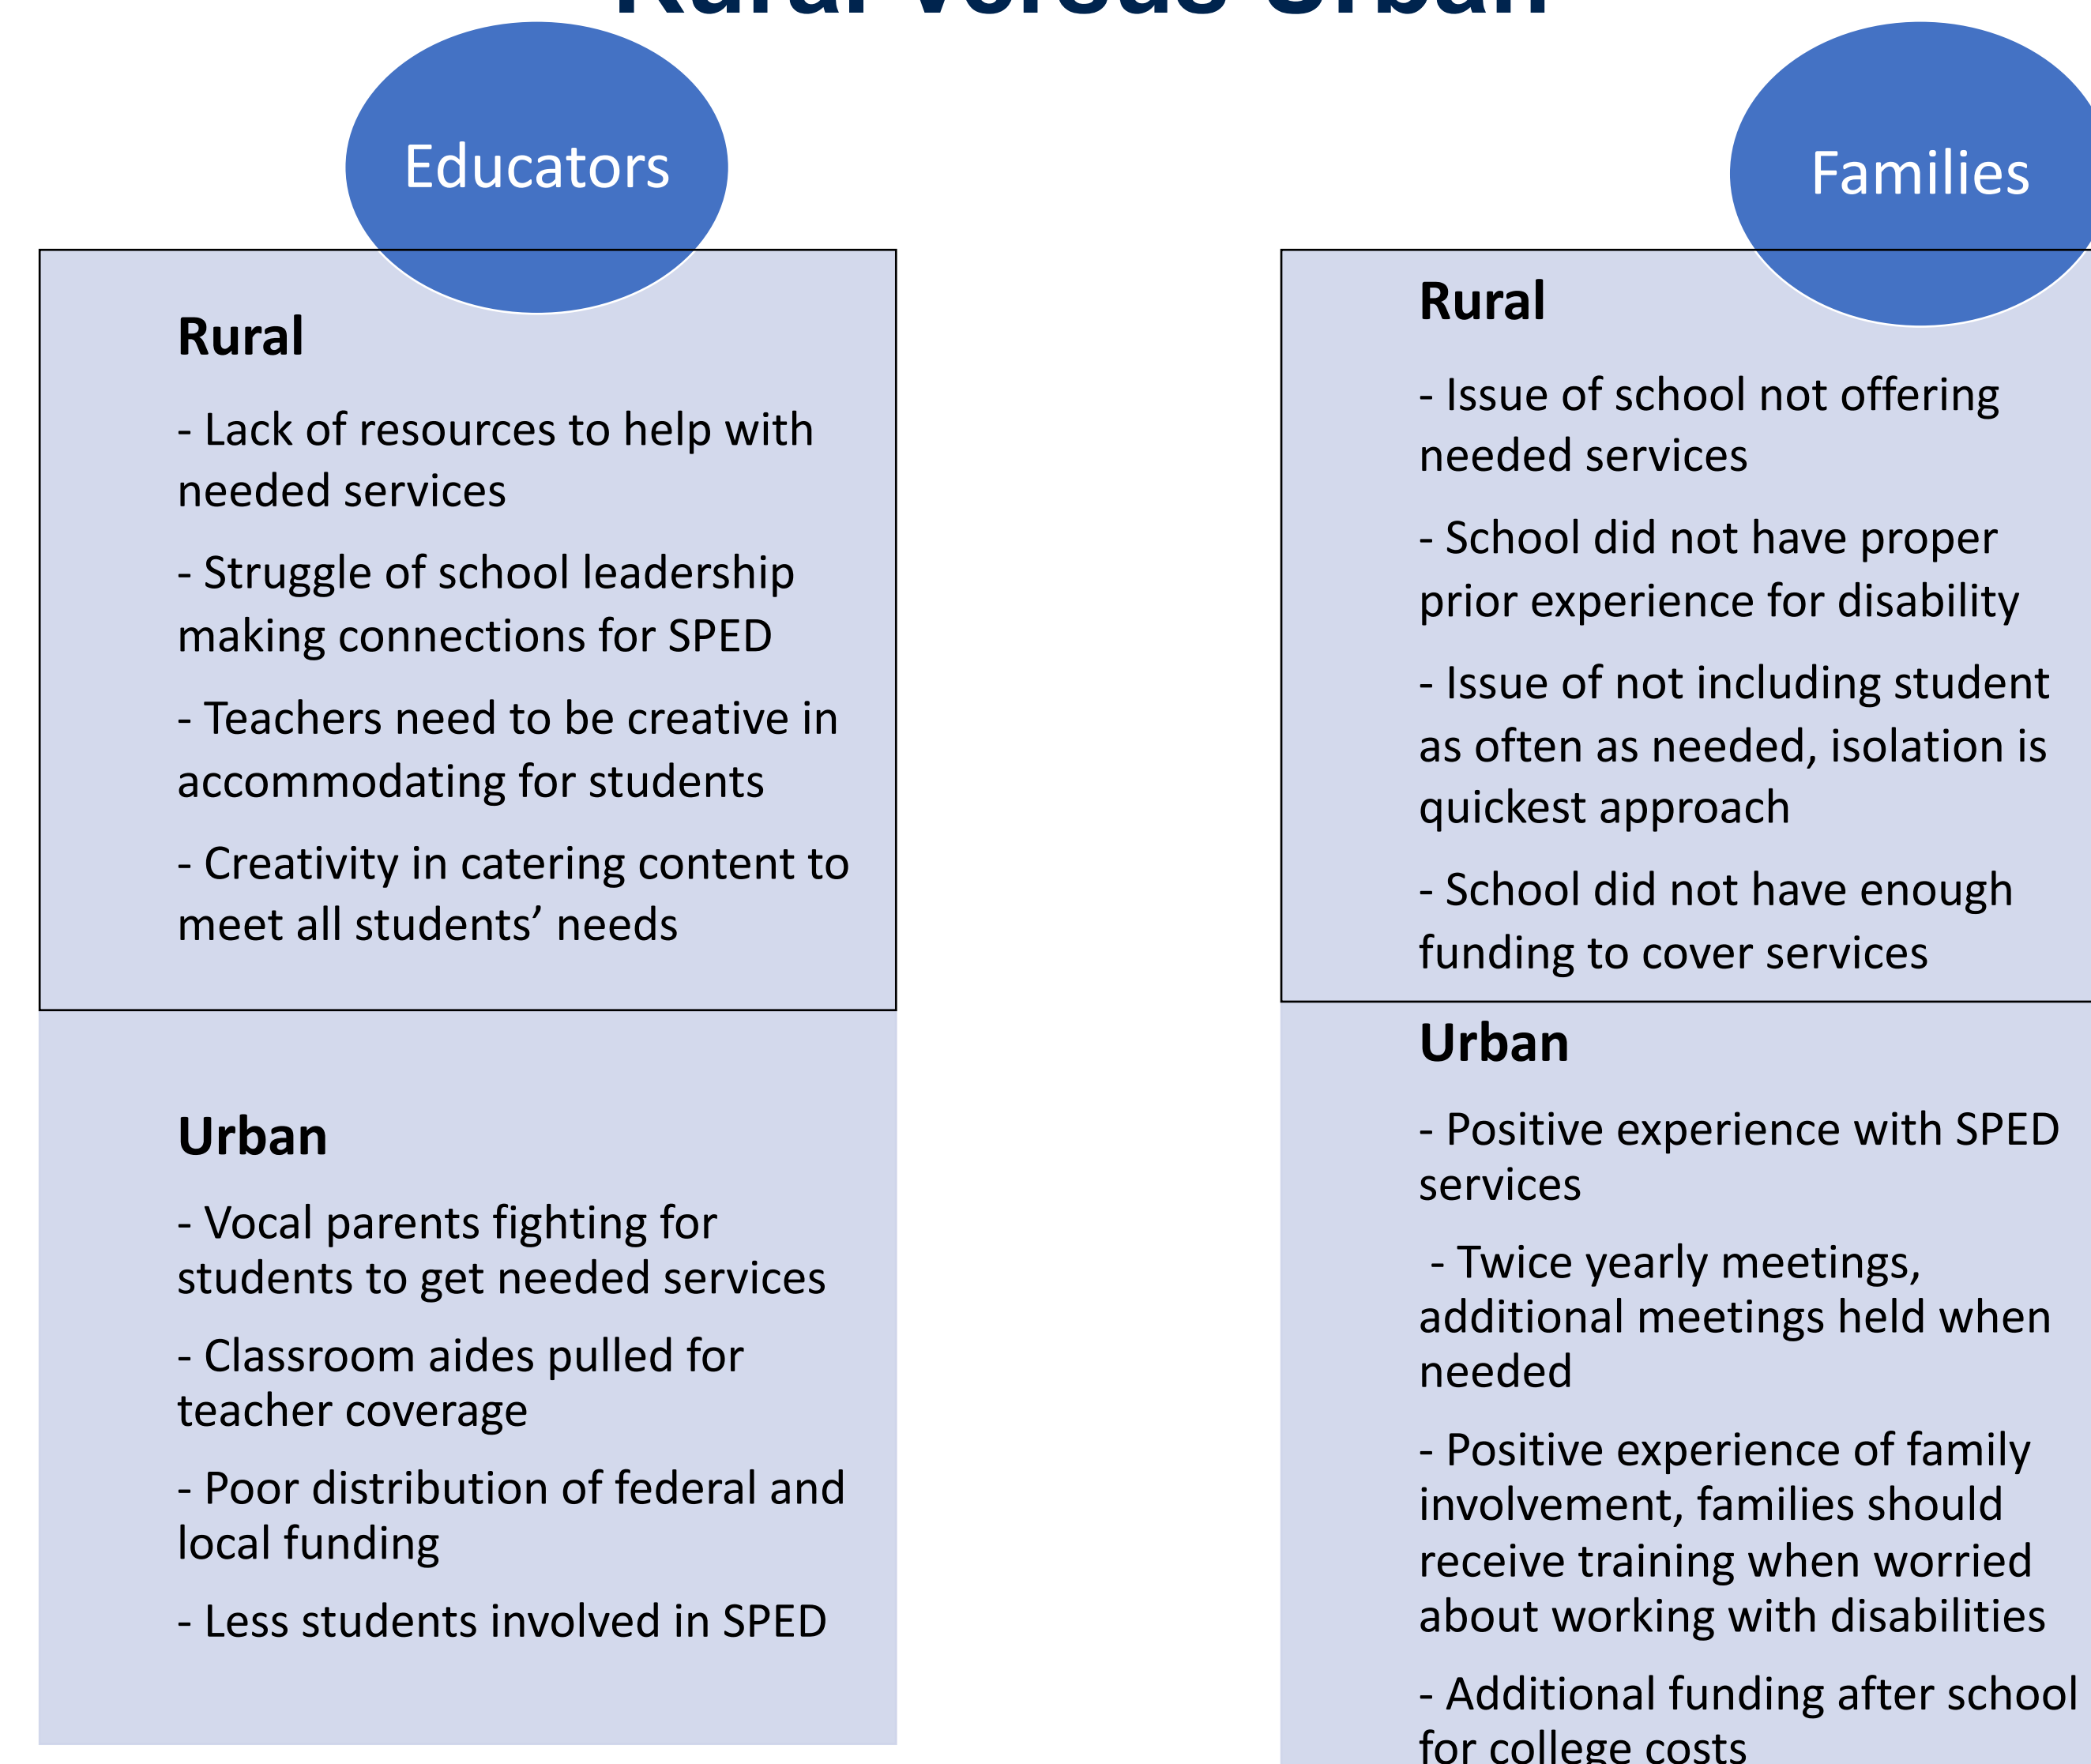 Rural Versus Urban
Educators
Rural
- Lack of resources to help with
needed services
- Struggle of school leadership
making connections for SPED
- Teachers need to be creative in
accommodating for students
- Creativity in catering content to
meet all students’ needs
Urban
- Vocal parents fighting for
students to get needed services
- Classroom aides pulled for
teacher coverage
- Poor distribution of federal and
local funding
- Less students involved in SPED
Families
Rural
- Issue of school not offering
needed services
- School did not have proper
prior experience for disability
- Issue of not including student
as often as needed, isolation is
quickest approach
- School did not have enough
funding to cover services
Urban
- Positive experience with SPED
services
- Twice yearly meetings,
additional meetings held when
needed
- Positive experience of family
involvement, families should
receive training when worried
about working with disabilities
- Additional funding after school
for college costs